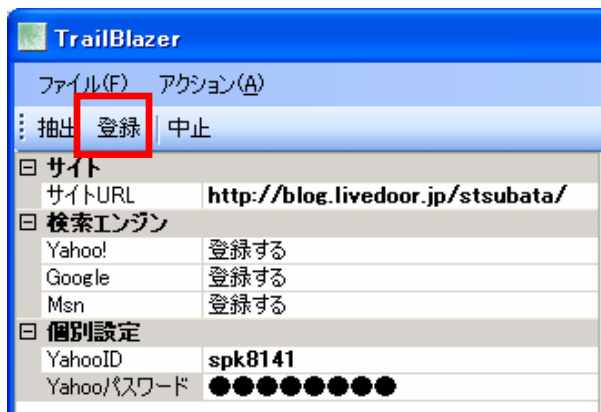 TrailBlazer
ファイル(F) アクション(A)
抽出 登録 中止
サイト
サイトURL http://blog.livedoor.jp/stsubata/
検索エンジン
Yahoo! 登録する
Google 登録する
Msn 登録する
個別設定
YahooID spk8141
Yahooパスワード ●●●●●●●●